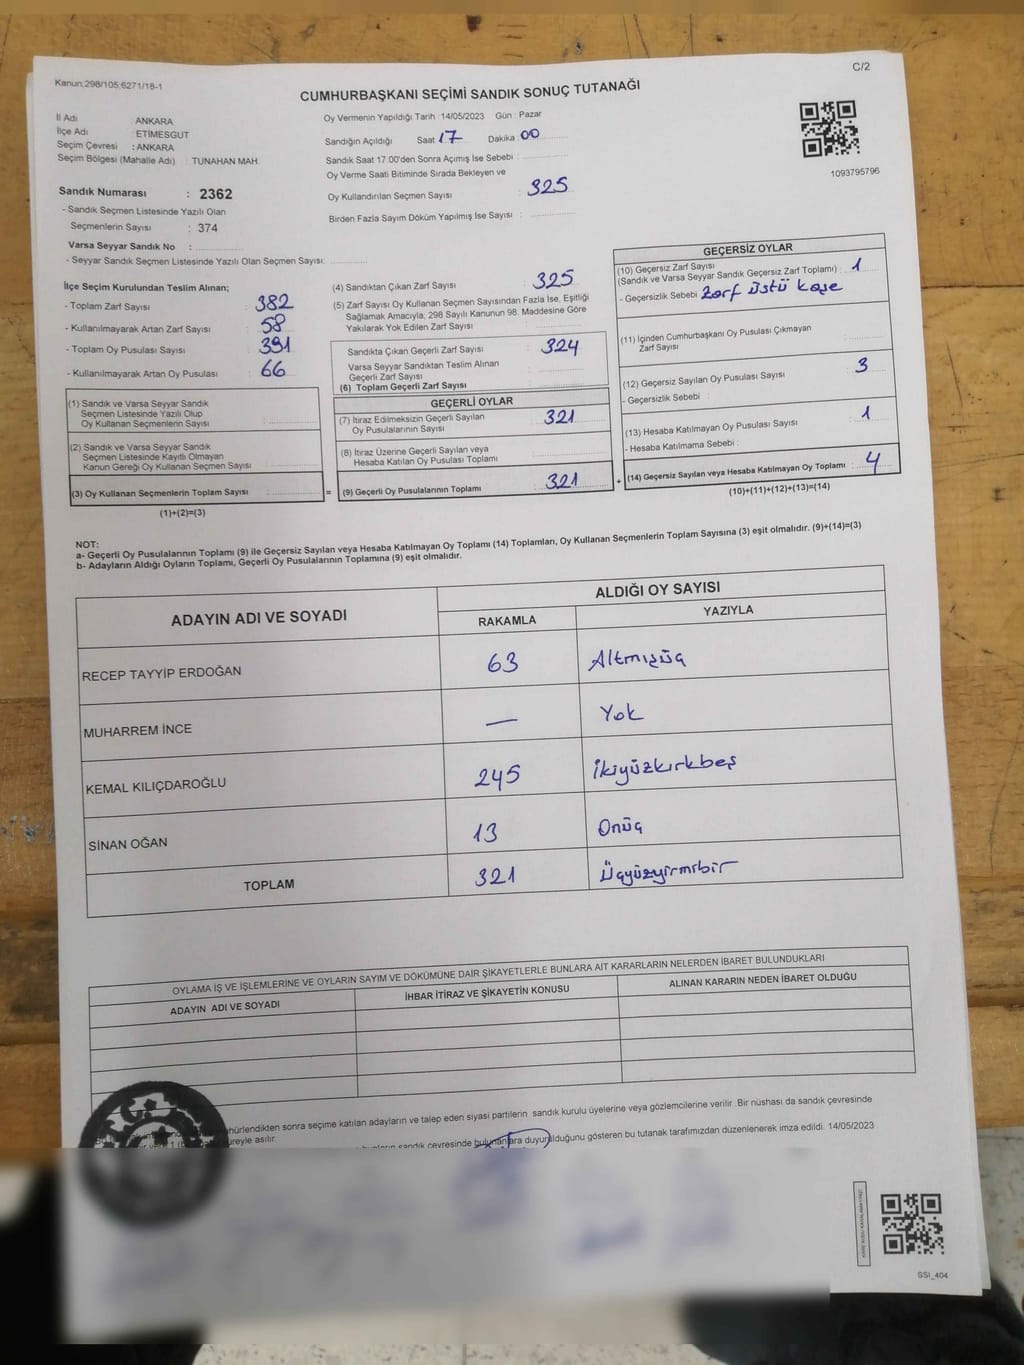 Kanun:298/105;6271/18-1
C/2
CUMHURBAŞKANI SEÇİMİ SANDIK SONUÇ TUTANAĞI
İl Adı : ANKARA
İlçe Adı : ETİMESGUT
Seçim Çevresi : ANKARA
Seçim Bölgesi (Mahalle Adı) : TUNAHAN MAH.
Sandık Numarası : 2362
- Sandık Seçmen Listesinde Yazılı Olan
Seçmenlerin Sayısı : 374
Varsa Seyyar Sandık No :
- Seyyar Sandık Seçmen Listesinde Yazılı Olan Seçmen Sayısı:
Oy Vermenin Yapıldığı Tarih : 14/05/2023 Gün : Pazar
Sandığın Açıldığı Saat 17 Dakika 00
Sandık Saat 17:00'den Sonra Açımış İse Sebebi :
Oy Verme Saati Bitiminde Sırada Bekleyen ve
Oy Kullandırılan Seçmen Sayısı : 325
Birden Fazla Sayım Döküm Yapılmış İse Sayısı :
1093795796
İlçe Seçim Kurulundan Teslim Alınan;
- Toplam Zarf Sayısı : 382
- Kullanılmayarak Artan Zarf Sayısı : 58
- Toplam Oy Pusulası Sayısı : 391
- Kullanılmayarak Artan Oy Pusulası : 66
(1) Sandık ve Varsa Seyyar Sandık
Seçmen Listesinde Yazılı Olup
Oy Kullanan Seçmenlerin Sayısı :
(2) Sandık ve Varsa Seyyar Sandık
Seçmen Listesinde Kayıtlı Olmayan
Kanun Gereği Oy Kullanan Seçmen Sayısı :
(3) Oy Kullanan Seçmenlerin Toplam Sayısı : =
(1)+(2)=(3)
(4) Sandıktan Çıkan Zarf Sayısı : 325
(5) Zarf Sayısı Oy Kullanan Seçmen Sayısından Fazla İse, Eşitliği
Sağlamak Amacıyla; 298 Sayılı Kanunun 98. Maddesine Göre
Yakılarak Yok Edilen Zarf Sayısı :
Sandıkta Çıkan Geçerli Zarf Sayısı : 324
Varsa Seyyar Sandıktan Teslim Alınan
Geçerli Zarf Sayısı :
(6) Toplam Geçerli Zarf Sayısı :
GEÇERLİ OYLAR
(7) İtiraz Edilmeksizin Geçerli Sayılan
Oy Pusulalarının Sayısı : 321
(8) İtiraz Üzerine Geçerli Sayılan veya
Hesaba Katılan Oy Pusulası Toplamı :
(9) Geçerli Oy Pusulalarının Toplamı : 321 +
GEÇERSİZ OYLAR
(10) Geçersiz Zarf Sayısı
(Sandık ve Varsa Seyyar Sandık Geçersiz Zarf Toplamı) : 1
- Geçersizlik Sebebi : Zarf üstü kaşe
(11) İçinden Cumhurbaşkanı Oy Pusulası Çıkmayan
Zarf Sayısı :
(12) Geçersiz Sayılan Oy Pusulası Sayısı : 3
- Geçersizlik Sebebi :
(13) Hesaba Katılmayan Oy Pusulası Sayısı : 1
- Hesaba Katılmama Sebebi :
(14) Geçersiz Sayılan veya Hesaba Katılmayan Oy Toplamı : 4
(10)+(11)+(12)+(13)=(14)
NOT:
a- Geçerli Oy Pusulalarının Toplamı (9) ile Geçersiz Sayılan veya Hesaba Katılmayan Oy Toplamı (14) Toplamları, Oy Kullanan Seçmenlerin Toplam Sayısına (3) eşit olmalıdır. (9)+(14)=(3)
b- Adayların Aldığı Oyların Toplamı, Geçerli Oy Pusulalarının Toplamına (9) eşit olmalıdır.
ADAYIN ADI VE SOYADI
ALDIĞI OY SAYISI
RAKAMLA YAZIYLA
RECEP TAYYİP ERDOĞAN 63 Altmışüç
MUHARREM İNCE — Yok
KEMAL KILIÇDAROĞLU 245 İkiyüzkırkbeş
SİNAN OĞAN 13 Onüç
TOPLAM 321 Üçyüzyirmibir
OYLAMA İŞ VE İŞLEMLERİNE VE OYLARIN SAYIM VE DÖKÜMÜNE DAİR ŞİKAYETLERLE BUNLARA AİT KARARLARIN NELERDEN İBARET BULUNDUKLARI
ADAYIN ADI VE SOYADI İHBAR İTİRAZ VE ŞİKAYETİN KONUSU ALINAN KARARIN NEDEN İBARET OLDUĞU
sonra seçime katılan adayların ve talep eden siyasi partilerin sandık kurulu üyelerine veya gözlemcilerine verilir. Bir nüshası da sandık çevresinde
süreyle asılır.
sandık çevresinde bulunanlara duyurulduğunu gösteren bu tutanak tarafımızdan düzenlenerek imza edildi. 14/05/2023
SSI_404